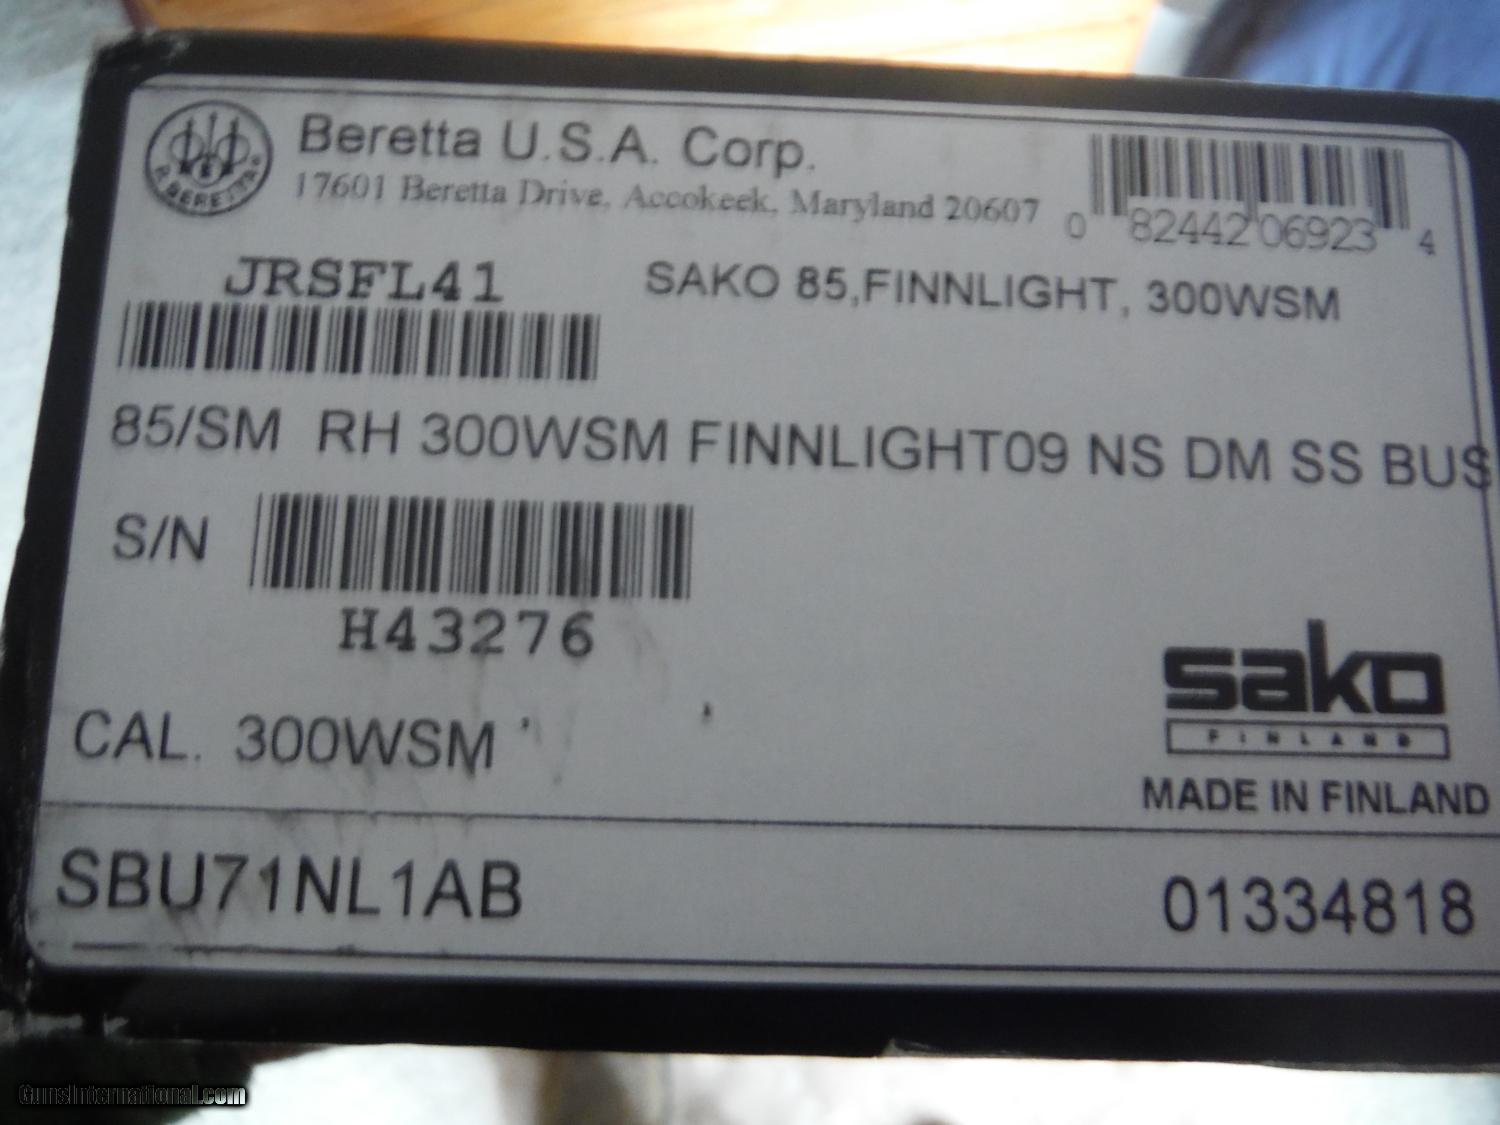 P. BERETTA
Beretta U.S.A. Corp.
17601 Beretta Drive, Accokeek, Maryland 20607
0 82442 06923 4
JRSFL41
SAKO 85,FINNLIGHT, 300WSM
85/SM RH 300WSM FINNLIGHT09 NS DM SS BUS
S/N
H43276
CAL. 300WSM
sako
FINLAND
MADE IN FINLAND
SBU71NL1AB
01334818
GunsInternational.com